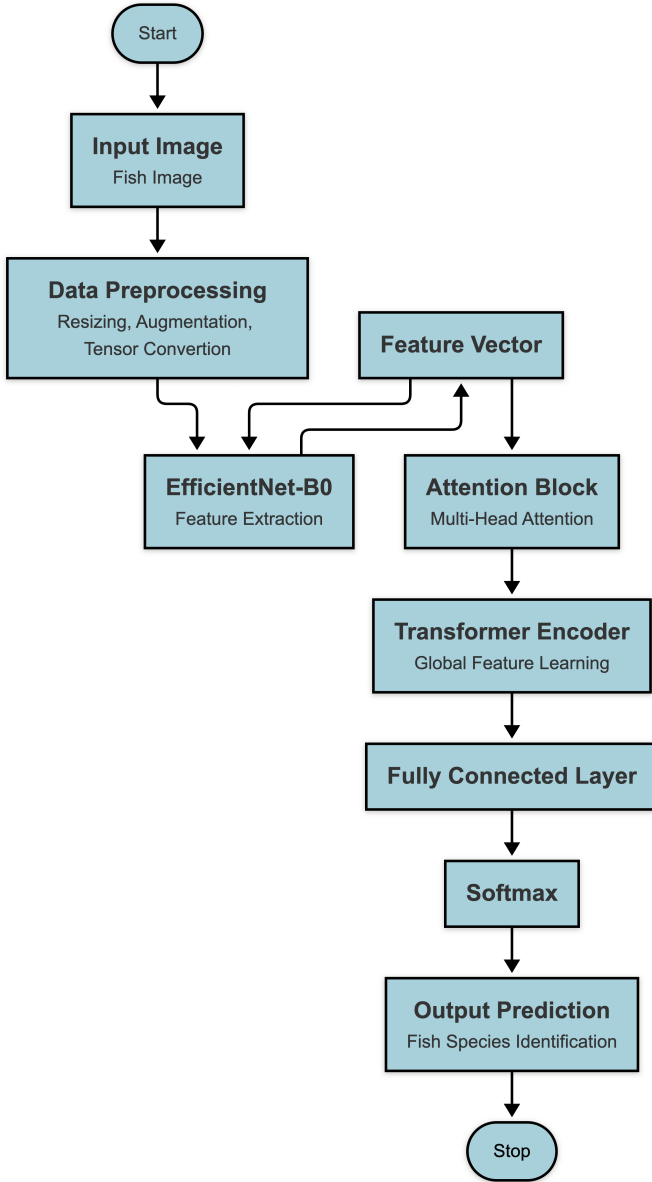 Start
Input Image
Fish Image
Data Preprocessing
Resizing, Augmentation,
Tensor Convertion
Feature Vector
EfficientNet-B0
Feature Extraction
Attention Block
Multi-Head Attention
Transformer Encoder
Global Feature Learning
Fully Connected Layer
Softmax
Output Prediction
Fish Species Identification
Stop